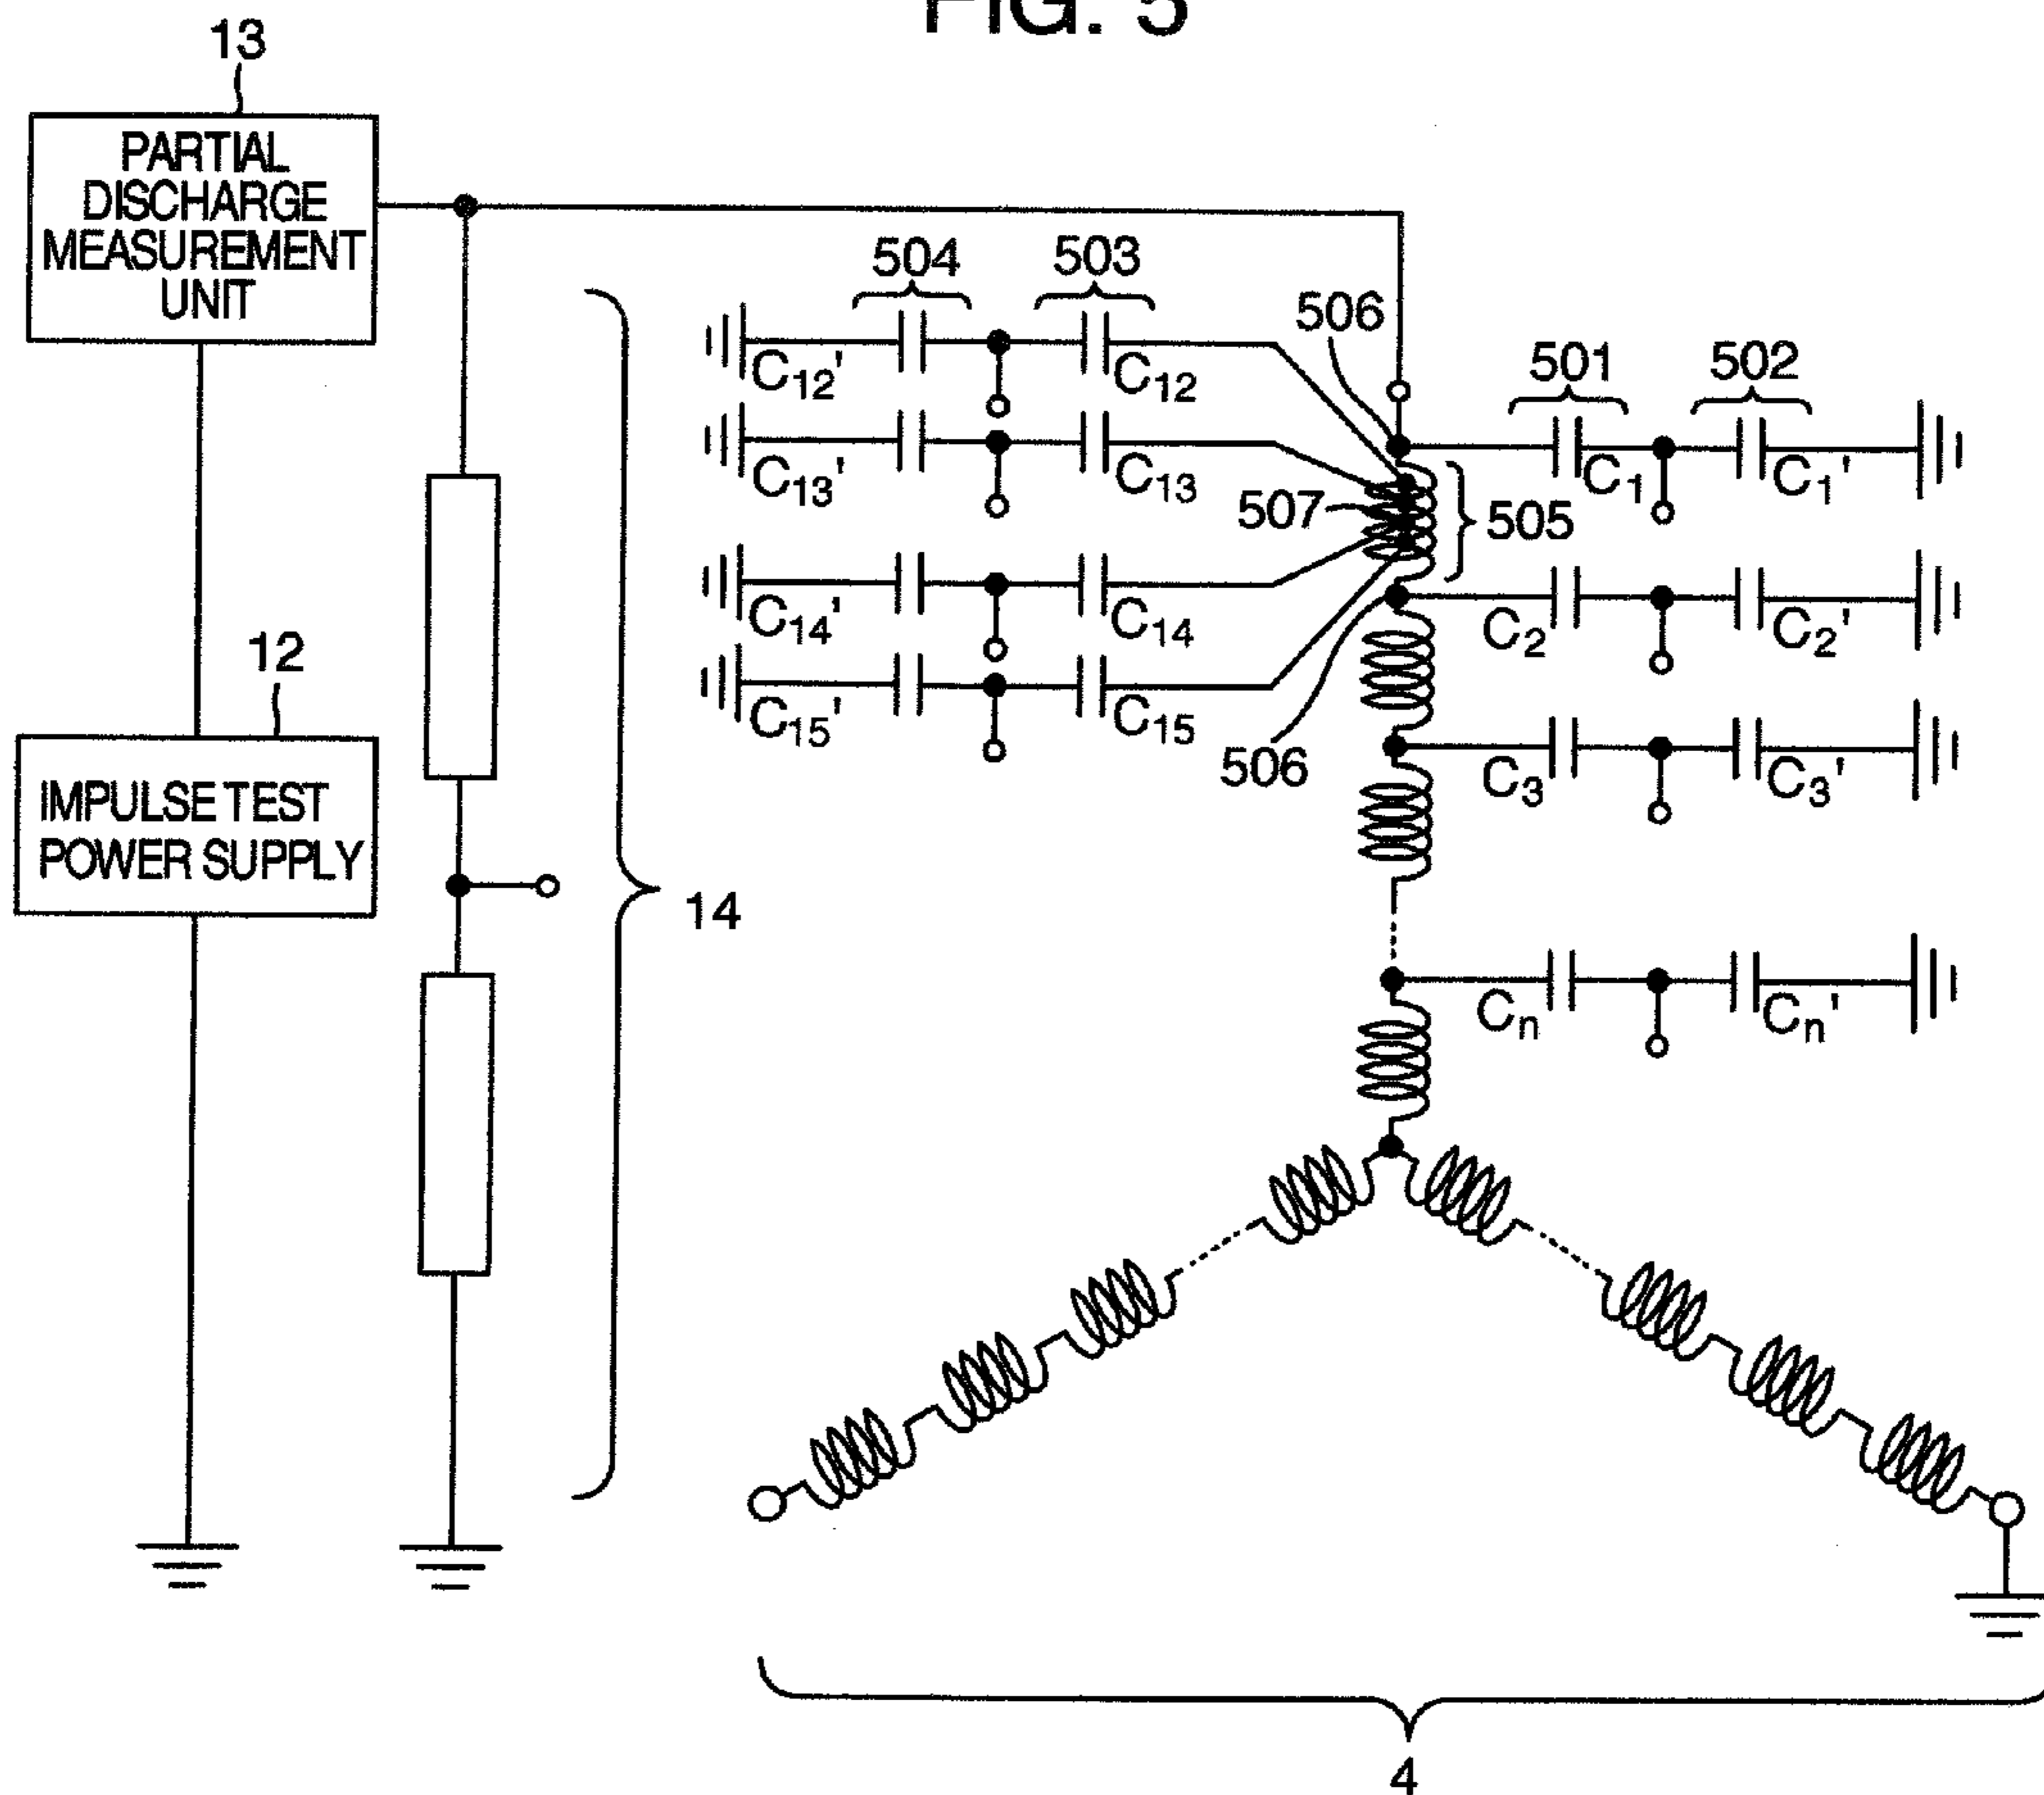 FIG. 5
13
PARTIAL
DISCHARGE
MEASUREMENT
UNIT
504
503
506
501
502
C12'
C12
C1
C1'
C13'
C13
507
505
C14'
C14
C2
C2'
12
C15'
C15
506
C3
C3'
IMPULSE TEST
POWER SUPPLY
14
Cn
Cn'
4